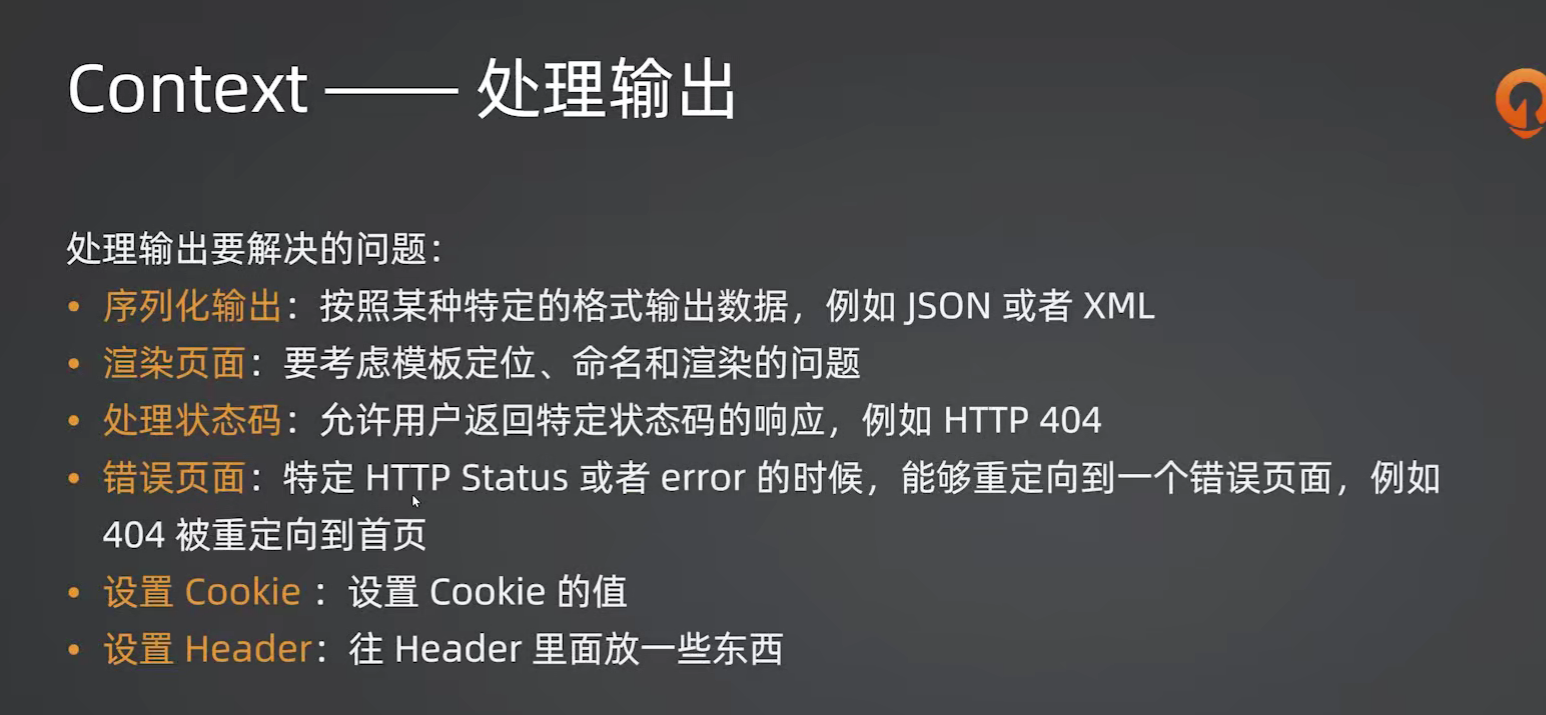 Context —— 处理输出
处理输出要解决的问题：
• 序列化输出：按照某种特定的格式输出数据，例如 JSON 或者 XML
• 渲染页面：要考虑模板定位、命名和渲染的问题
• 处理状态码：允许用户返回特定状态码的响应，例如 HTTP 404
• 错误页面：特定 HTTP Status 或者 error 的时候，能够重定向到一个错误页面，例如
404 被重定向到首页
• 设置 Cookie ：设置 Cookie 的值
• 设置 Header：往 Header 里面放一些东西